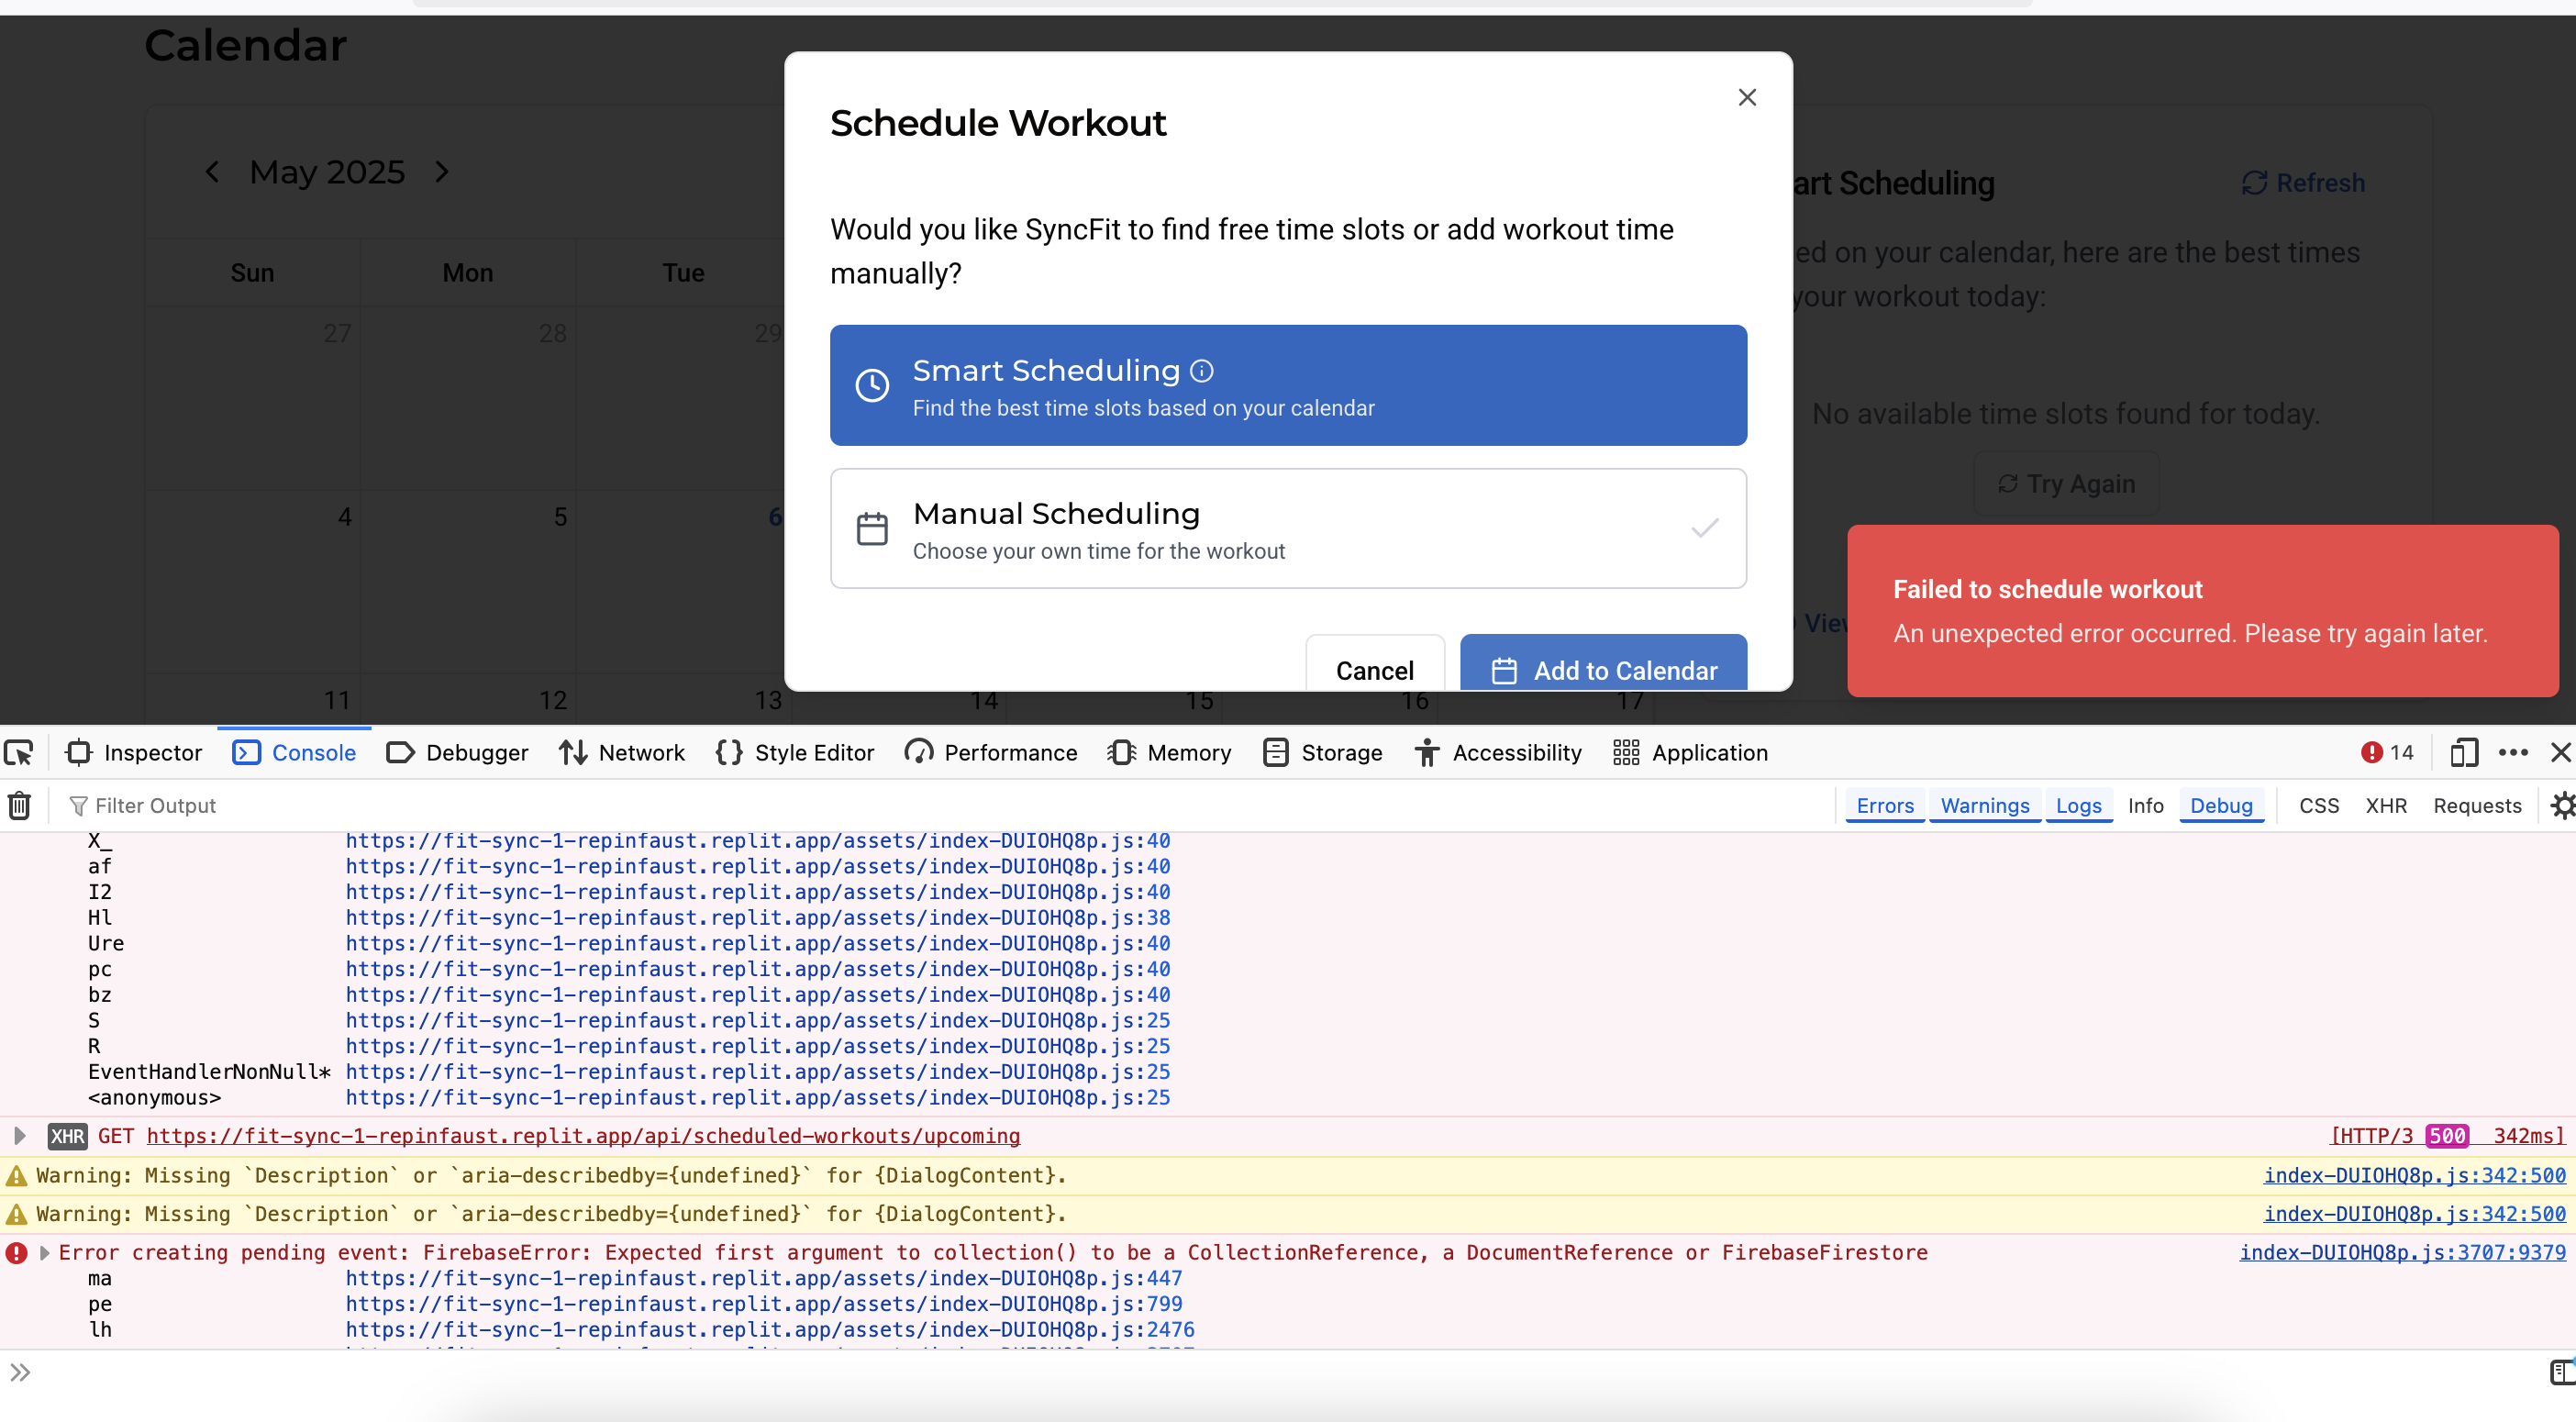 Calendar
May 2025
Sun
Mon
Tue
27
28
29
4
5
6
11
12
13
14
15
16
17
Schedule Workout
Would you like SyncFit to find free time slots or add workout time
manually?
Smart Scheduling
Find the best time slots based on your calendar
Manual Scheduling
Choose your own time for the workout
Cancel
Add to Calendar
art Scheduling
Refresh
ed on your calendar, here are the best times
your workout today:
No available time slots found for today.
Try Again
View
Failed to schedule workout
An unexpected error occurred. Please try again later.
Inspector
Console
Debugger
Network
Style Editor
Performance
Memory
Storage
Accessibility
Application
14
Filter Output
Errors
Warnings
Logs
Info
Debug
CSS
XHR
Requests
X_ https://fit-sync-1-repinfaust.replit.app/assets/index-DUIOHQ8p.js:40
af https://fit-sync-1-repinfaust.replit.app/assets/index-DUIOHQ8p.js:40
I2 https://fit-sync-1-repinfaust.replit.app/assets/index-DUIOHQ8p.js:40
Hl https://fit-sync-1-repinfaust.replit.app/assets/index-DUIOHQ8p.js:38
Ure https://fit-sync-1-repinfaust.replit.app/assets/index-DUIOHQ8p.js:40
pc https://fit-sync-1-repinfaust.replit.app/assets/index-DUIOHQ8p.js:40
bz https://fit-sync-1-repinfaust.replit.app/assets/index-DUIOHQ8p.js:40
S https://fit-sync-1-repinfaust.replit.app/assets/index-DUIOHQ8p.js:25
R https://fit-sync-1-repinfaust.replit.app/assets/index-DUIOHQ8p.js:25
EventHandlerNonNull* https://fit-sync-1-repinfaust.replit.app/assets/index-DUIOHQ8p.js:25
<anonymous> https://fit-sync-1-repinfaust.replit.app/assets/index-DUIOHQ8p.js:25
XHR GET https://fit-sync-1-repinfaust.replit.app/api/scheduled-workouts/upcoming [HTTP/3 500 342ms]
Warning: Missing `Description` or `aria-describedby={undefined}` for {DialogContent}. index-DUIOHQ8p.js:342:500
Warning: Missing `Description` or `aria-describedby={undefined}` for {DialogContent}. index-DUIOHQ8p.js:342:500
Error creating pending event: FirebaseError: Expected first argument to collection() to be a CollectionReference, a DocumentReference or FirebaseFirestore index-DUIOHQ8p.js:3707:9379
ma https://fit-sync-1-repinfaust.replit.app/assets/index-DUIOHQ8p.js:447
pe https://fit-sync-1-repinfaust.replit.app/assets/index-DUIOHQ8p.js:799
lh https://fit-sync-1-repinfaust.replit.app/assets/index-DUIOHQ8p.js:2476